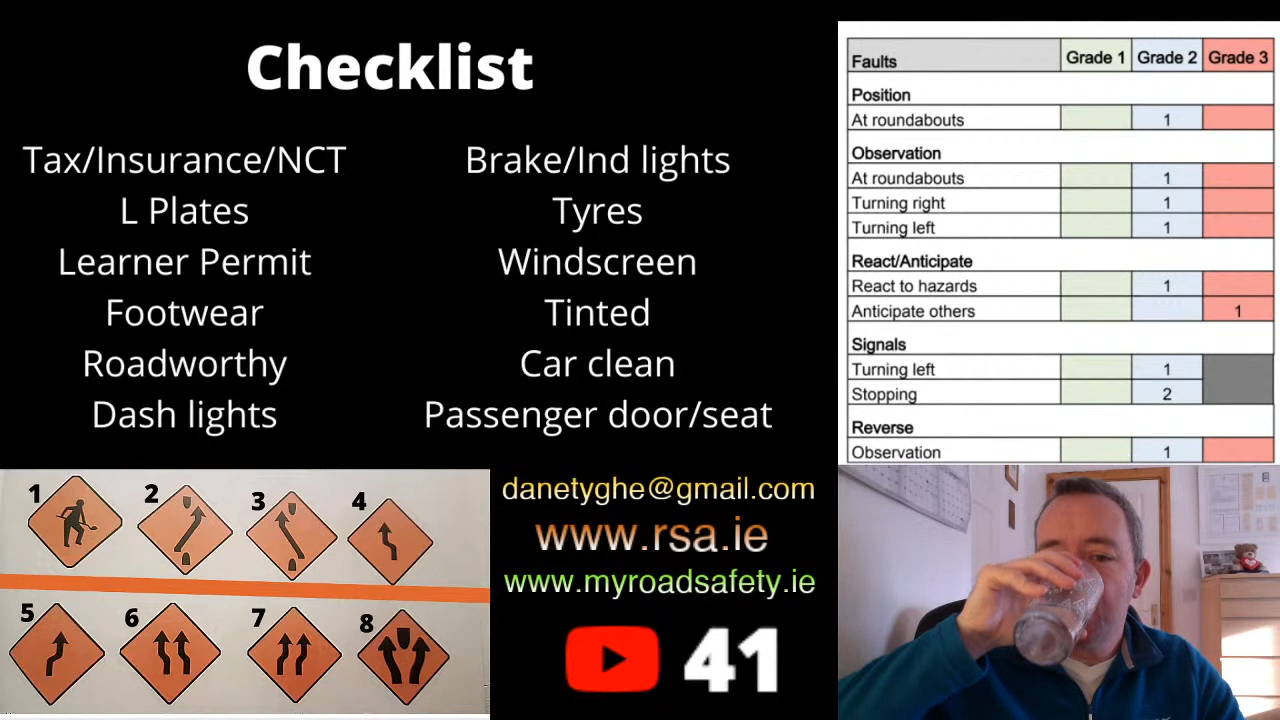 Checklist
Tax/Insurance/NCT
L Plates
Learner Permit
Footwear
Roadworthy
Dash lights
Brake/Ind lights
Tyres
Windscreen
Tinted
Car clean
Passenger door/seat
Faults Grade 1 Grade 2 Grade 3
Position
At roundabouts 1
Observation
At roundabouts 1
Turning right 1
Turning left 1
React/Anticipate
React to hazards 1
Anticipate others 1
Signals
Turning left 1
Stopping 2
Reverse
Observation 1
1 2 3 4
5 6 7 8
danetyghe@gmail.com
www.rsa.ie
www.myroadsafety.ie
41